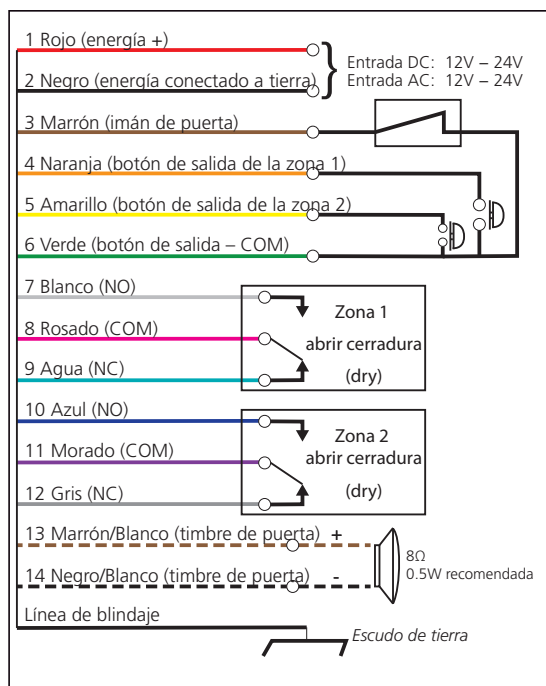 1 Rojo (energía +)
Entrada DC: 12V – 24V
2 Negro (energía conectado a tierra)
Entrada AC: 12V – 24V
3 Marrón (imán de puerta)
4 Naranja (botón de salida de la zona 1)
5 Amarillo (botón de salida de la zona 2)
6 Verde (botón de salida – COM)
7 Blanco (NO)
8 Rosado (COM)
9 Agua (NC)
Zona 1
abrir cerradura
(dry)
10 Azul (NO)
11 Morado (COM)
12 Gris (NC)
Zona 2
abrir cerradura
(dry)
13 Marrón/Blanco (timbre de puerta) +
14 Negro/Blanco (timbre de puerta) -
8Ω
0.5W recomendada
Línea de blindaje
Escudo de tierra